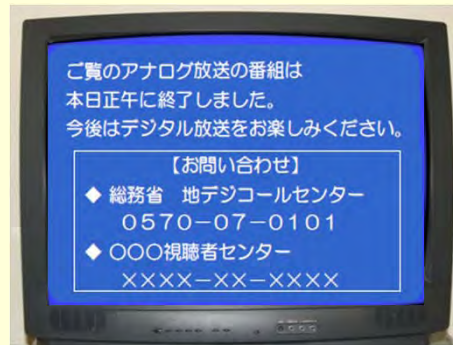 ご覧のアナログ放送の番組は
本日正午に終了しました。
今後はデジタル放送をお楽しみください。
【お問い合わせ】
◆ 総務省　地デジコールセンター
０５７０−０７−０１０１
◆ ○○○視聴者センター
××××−××−××××